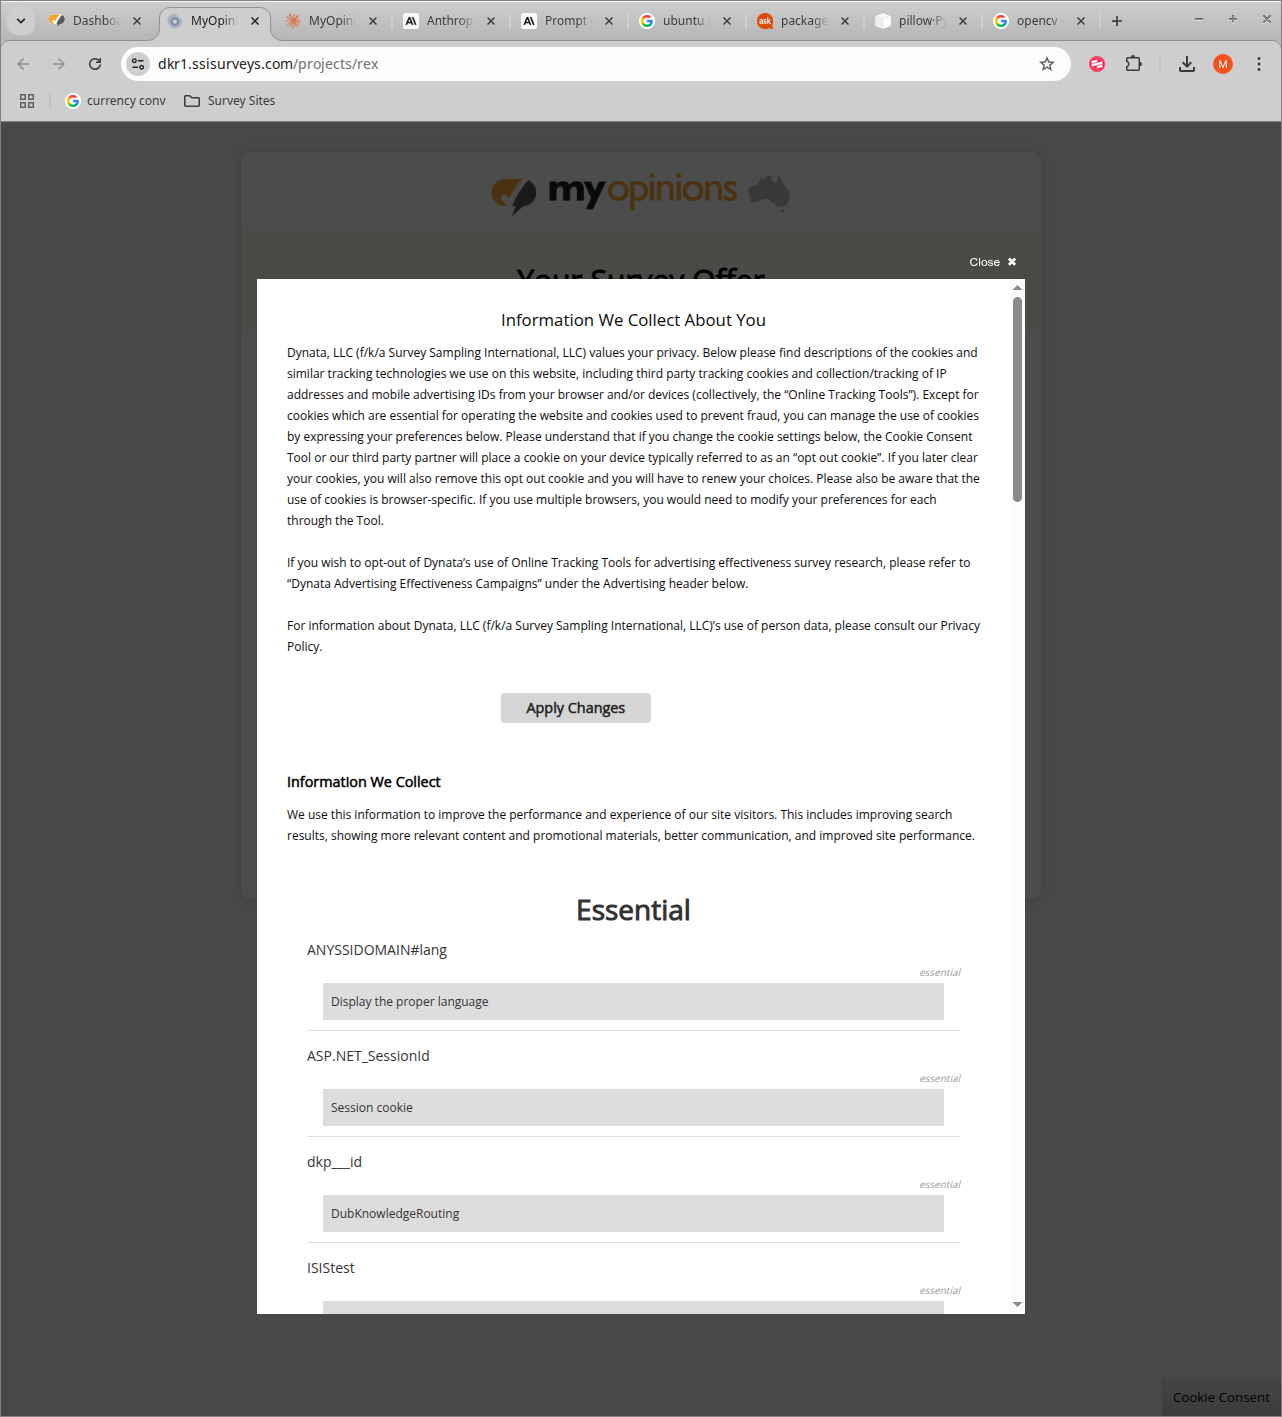 Dashboa
MyOpini
MyOpini
Anthrop
Prompt
ubuntu
package
pillow·Py
opencv -
dkr1.ssisurveys.com/projects/rex
M
currency conv
Survey Sites
myopinions
Your Survey Offer
Close ✖
Information We Collect About You
Dynata, LLC (f/k/a Survey Sampling International, LLC) values your privacy. Below please find descriptions of the cookies and
similar tracking technologies we use on this website, including third party tracking cookies and collection/tracking of IP
addresses and mobile advertising IDs from your browser and/or devices (collectively, the “Online Tracking Tools”). Except for
cookies which are essential for operating the website and cookies used to prevent fraud, you can manage the use of cookies
by expressing your preferences below. Please understand that if you change the cookie settings below, the Cookie Consent
Tool or our third party partner will place a cookie on your device typically referred to as an “opt out cookie”. If you later clear
your cookies, you will also remove this opt out cookie and you will have to renew your choices. Please also be aware that the
use of cookies is browser-specific. If you use multiple browsers, you would need to modify your preferences for each
through the Tool.
If you wish to opt-out of Dynata’s use of Online Tracking Tools for advertising effectiveness survey research, please refer to
“Dynata Advertising Effectiveness Campaigns” under the Advertising header below.
For information about Dynata, LLC (f/k/a Survey Sampling International, LLC)’s use of person data, please consult our Privacy
Policy.
Apply Changes
Information We Collect
We use this information to improve the performance and experience of our site visitors. This includes improving search
results, showing more relevant content and promotional materials, better communication, and improved site performance.
Essential
ANYSSIDOMAIN#lang
essential
Display the proper language
ASP.NET_SessionId
essential
Session cookie
dkp___id
essential
DubKnowledgeRouting
ISIStest
essential
Cookie Consent